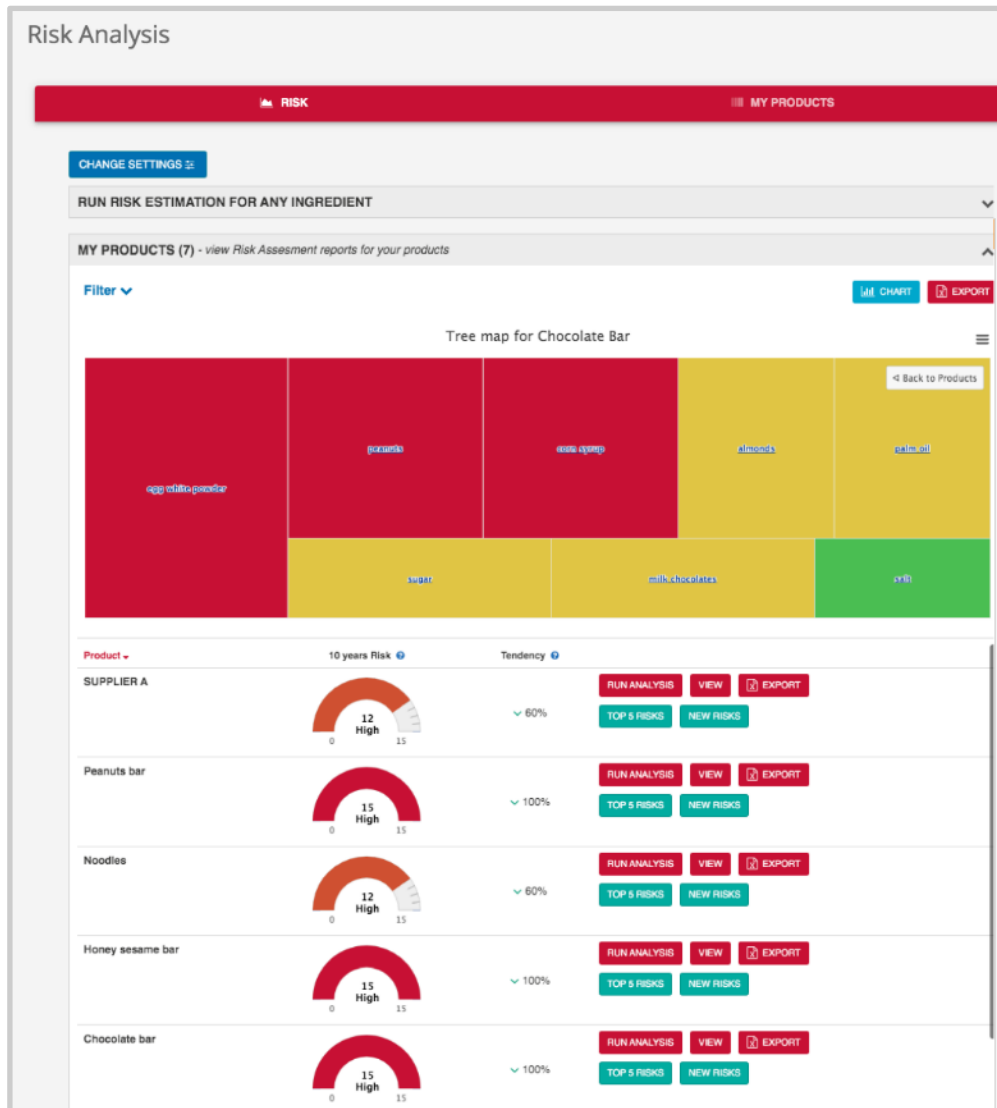 Risk Analysis
RISK
MY PRODUCTS
CHANGE SETTINGS
RUN RISK ESTIMATION FOR ANY INGREDIENT
MY PRODUCTS (7) - view Risk Assesment reports for your products
Filter
CHART
EXPORT
Tree map for Chocolate Bar
◁ Back to Products
peanuts
corn syrup
almonds
palm oil
egg white powder
sugar
milk chocolates
salt
Product
10 years Risk
Tendency
SUPPLIER A
12
High
0 15
60%
RUN ANALYSIS VIEW EXPORT
TOP 5 RISKS NEW RISKS
Peanuts bar
15
High
0 15
100%
RUN ANALYSIS VIEW EXPORT
TOP 5 RISKS NEW RISKS
Noodles
12
High
0 15
60%
RUN ANALYSIS VIEW EXPORT
TOP 5 RISKS NEW RISKS
Honey sesame bar
15
High
0 15
100%
RUN ANALYSIS VIEW EXPORT
TOP 5 RISKS NEW RISKS
Chocolate bar
15
High
0 15
100%
RUN ANALYSIS VIEW EXPORT
TOP 5 RISKS NEW RISKS